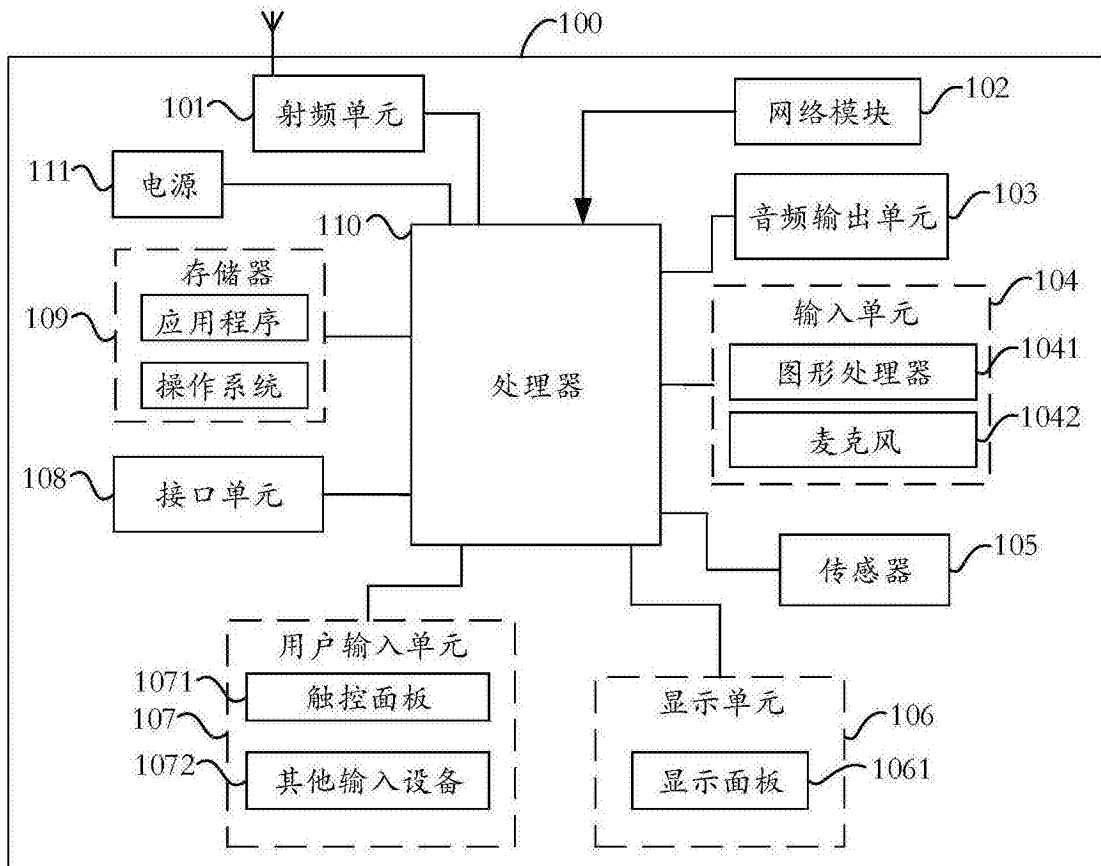 100
101
射频单元
102
网络模块
111
电源
110
103
音频输出单元
存储器
109
应用程序
操作系统
处理器
104
输入单元
1041
图形处理器
1042
麦克风
108
接口单元
105
传感器
用户输入单元
1071
触控面板
107
1072
其他输入设备
显示单元
106
显示面板
1061